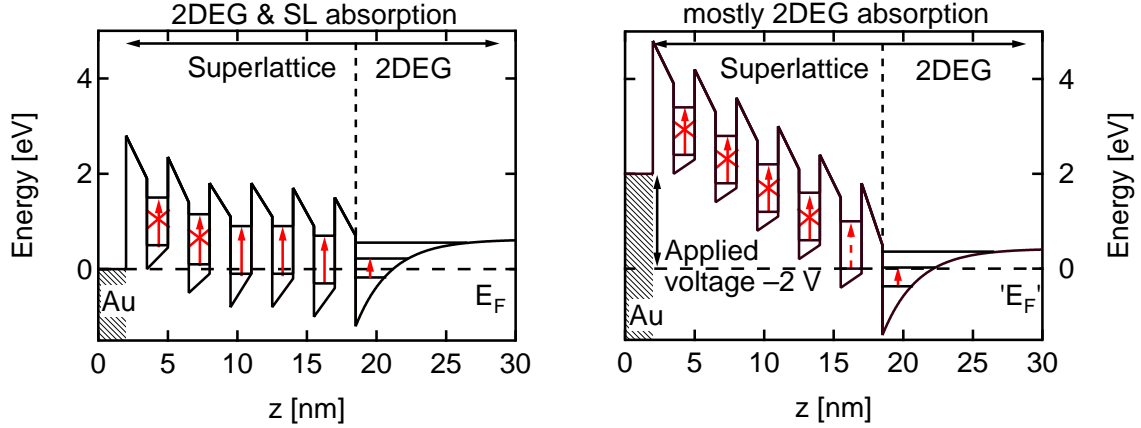 2DEG & SL absorption
Superlattice 2DEG
Energy [eV]
4
2
0
Au
E_F
0 5 10 15 20 25 30
z [nm]
mostly 2DEG absorption
Superlattice 2DEG
Energy [eV]
4
2
0
Applied
voltage –2 V
Au
'E_F'
0 5 10 15 20 25 30
z [nm]